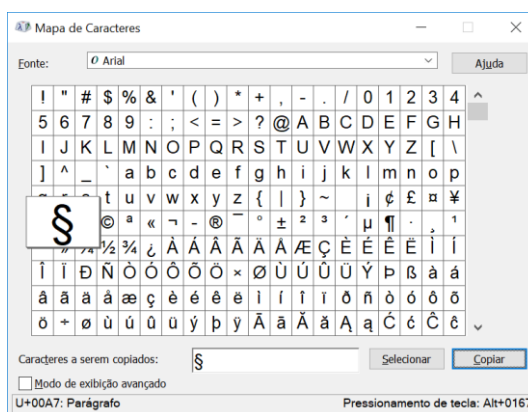 Mapa de Caracteres
Fonte: O Arial Ajuda
! " # $ % & ' ( ) * + , - . / 0 1 2 3 4
5 6 7 8 9 : ; < = > ? @ A B C D E F G H
I J K L M N O P Q R S T U V W X Y Z [ \
] ^ _ ` a b c d e f g h i j k l m n o p
t u v w x y z { | } ~ ¡ ¢ £ ¤ ¥
§ © ª « ¬ - ® ¯ ° ± ² ³ ´ µ ¶ · ¸ ¹
½ ¾ ¿ À Á Â Ã Ä Å Æ Ç È É Ê Ë Ì Í
Î Ï Ð Ñ Ò Ó Ô Õ Ö × Ø Ù Ú Û Ü Ý Þ ß à á
â ã ä å æ ç è é ê ë ì í î ï ð ñ ò ó ô õ
ö ÷ ø ù ú û ü ý þ ÿ Ā ā Ă ă Ą ą Ć ć Ĉ ĉ
Caracteres a serem copiados: § Selecionar Copiar
Modo de exibição avançado
U+00A7: Parágrafo Pressionamento de tecla: Alt+0167